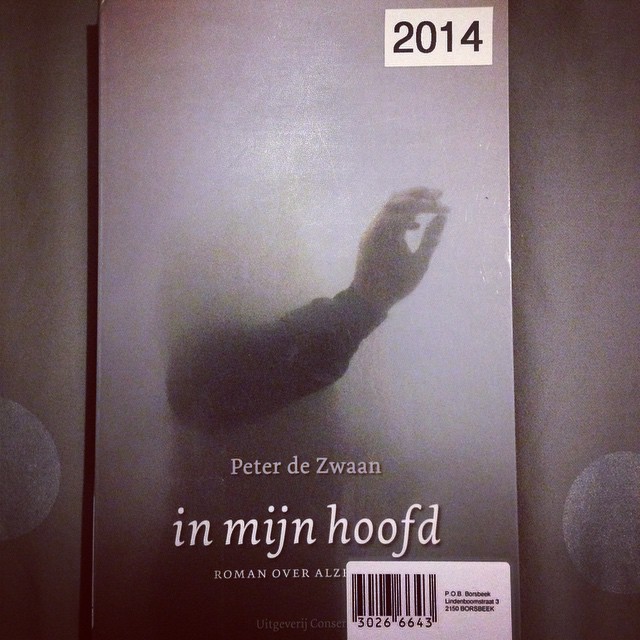 2014
Peter de Zwaan
in mijn hoofd
ROMAN OVER ALZ
Uitgeverij Conser
3026 6643
P.O.B. Borsbeek
Lindenboomstraat 3
2150 BORSBEEK